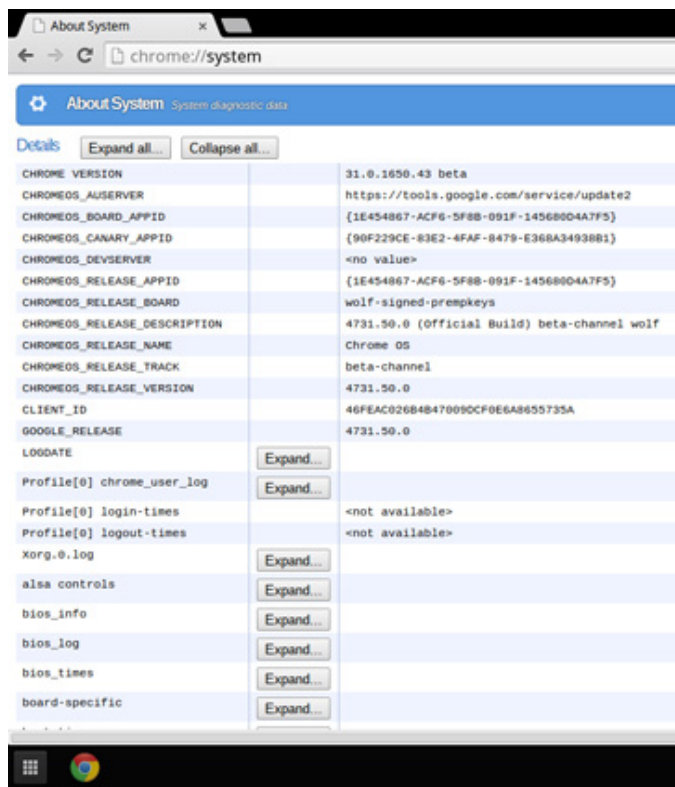 About System
chrome://system
About System System diagnostic data
Details Expand all... Collapse all...
CHROME VERSION 31.0.1650.43 beta
CHROMEOS_AUSERVER https://tools.google.com/service/update2
CHROMEOS_BOARD_APPID {1E454867-ACF6-5F8B-091F-145680D4A7F5}
CHROMEOS_CANARY_APPID {90F229CE-83E2-4FAF-8479-E368A34938B1}
CHROMEOS_DEVSERVER <no value>
CHROMEOS_RELEASE_APPID {1E454867-ACF6-5F8B-091F-145680D4A7F5}
CHROMEOS_RELEASE_BOARD wolf-signed-prempkeys
CHROMEOS_RELEASE_DESCRIPTION 4731.50.0 (Official Build) beta-channel wolf
CHROMEOS_RELEASE_NAME Chrome OS
CHROMEOS_RELEASE_TRACK beta-channel
CHROMEOS_RELEASE_VERSION 4731.50.0
CLIENT_ID 46FEAC026B4B47009DCF0E6A8655735A
GOOGLE_RELEASE 4731.50.0
LOGDATE Expand...
Profile[0] chrome_user_log Expand...
Profile[0] login-times <not available>
Profile[0] logout-times <not available>
Xorg.0.log Expand...
alsa controls Expand...
bios_info Expand...
bios_log Expand...
bios_times Expand...
board-specific Expand...